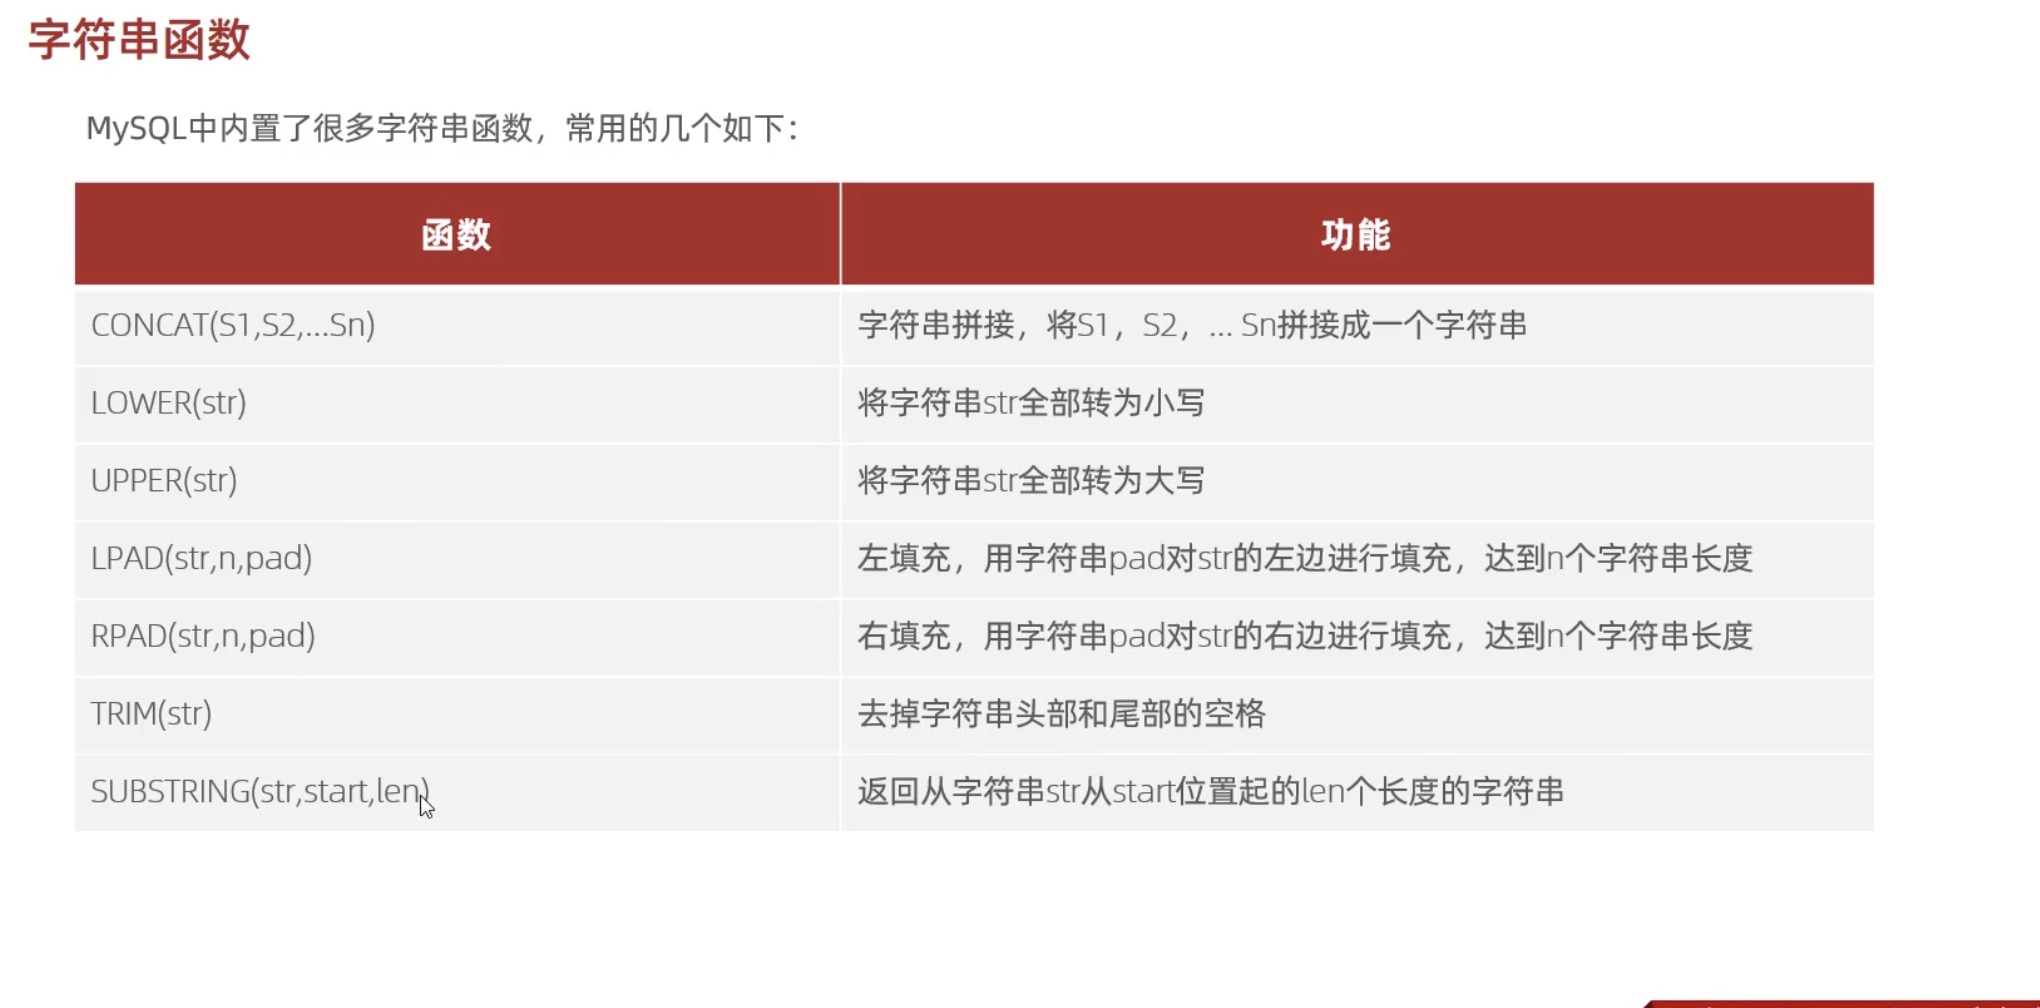 字符串函数
MySQL中内置了很多字符串函数，常用的几个如下：
函数 功能
CONCAT(S1,S2,...Sn) 字符串拼接，将S1，S2，... Sn拼接成一个字符串
LOWER(str) 将字符串str全部转为小写
UPPER(str) 将字符串str全部转为大写
LPAD(str,n,pad) 左填充，用字符串pad对str的左边进行填充，达到n个字符串长度
RPAD(str,n,pad) 右填充，用字符串pad对str的右边进行填充，达到n个字符串长度
TRIM(str) 去掉字符串头部和尾部的空格
SUBSTRING(str,start,len) 返回从字符串str从start位置起的len个长度的字符串